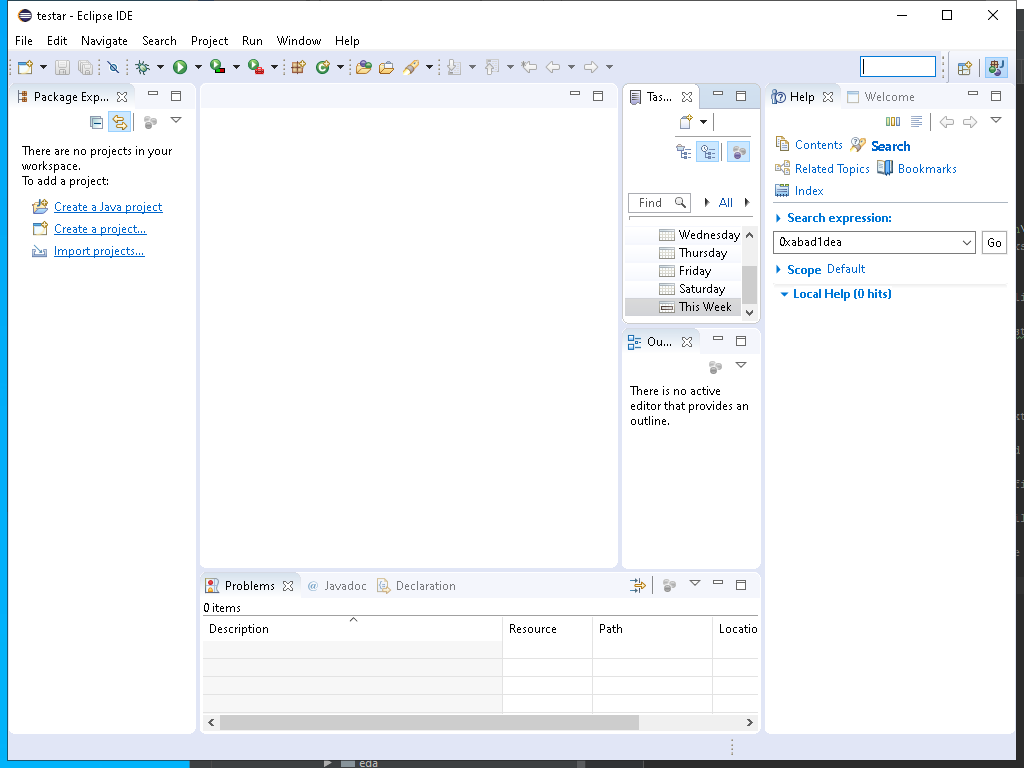 testar - Eclipse IDE
File Edit Navigate Search Project Run Window Help
Package Exp...
There are no projects in your
workspace.
To add a project:
Create a Java project
Create a project...
Import projects...
Tas...
Find
All
Wednesday
Thursday
Friday
Saturday
This Week
Ou...
There is no active
editor that provides an
outline.
Help Welcome
Contents Search
Related Topics Bookmarks
Index
Search expression:
0xabad1dea Go
Scope Default
Local Help (0 hits)
Problems @ Javadoc Declaration
0 items
Description Resource Path Locatio
eda